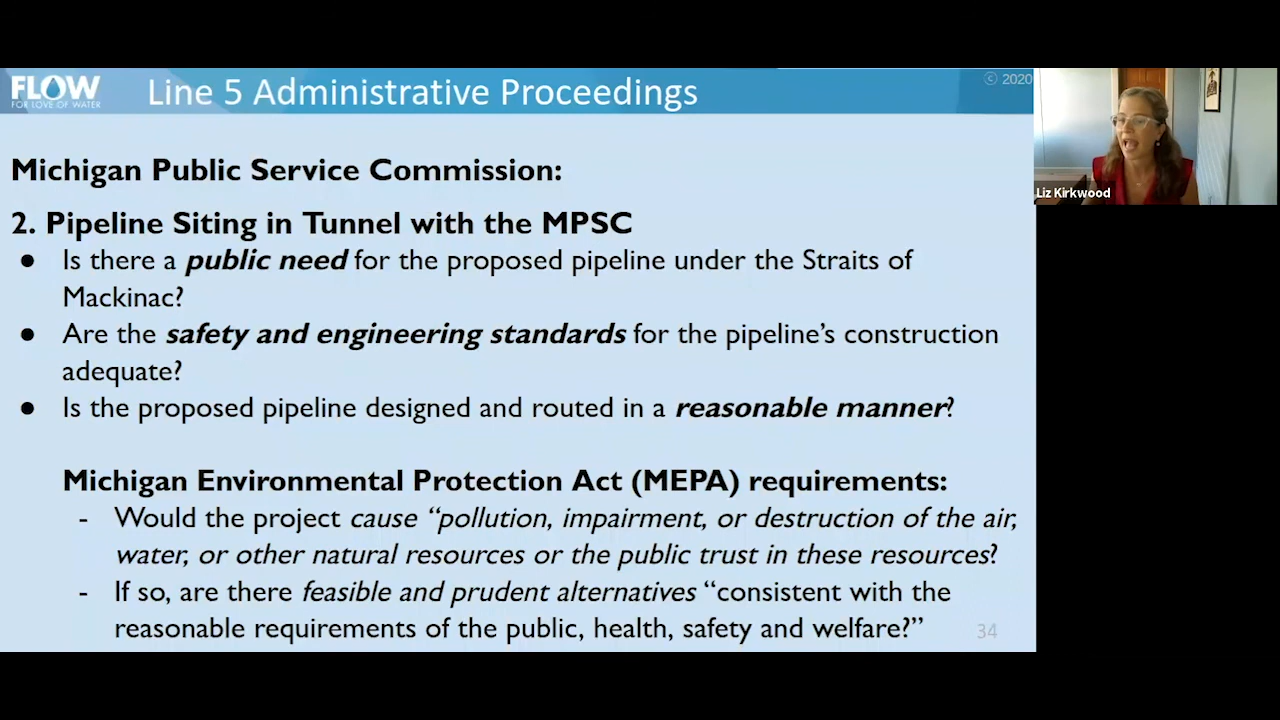 FLOW
FOR LOVE OF WATER
Line 5 Administrative Proceedings
© 2020
Liz Kirkwood
Michigan Public Service Commission:
2. Pipeline Siting in Tunnel with the MPSC
● Is there a public need for the proposed pipeline under the Straits of
Mackinac?
● Are the safety and engineering standards for the pipeline’s construction
adequate?
● Is the proposed pipeline designed and routed in a reasonable manner?
Michigan Environmental Protection Act (MEPA) requirements:
- Would the project cause “pollution, impairment, or destruction of the air,
water, or other natural resources or the public trust in these resources?
- If so, are there feasible and prudent alternatives “consistent with the
reasonable requirements of the public, health, safety and welfare?”
34